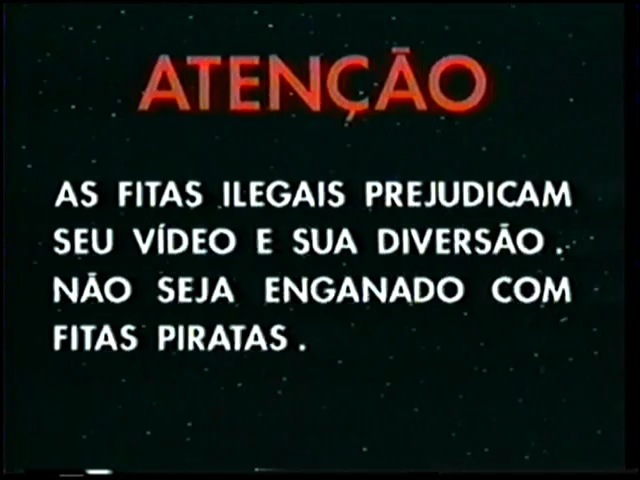 ATENÇÃO
AS FITAS ILEGAIS PREJUDICAM
SEU VÍDEO E SUA DIVERSÃO.
NÃO SEJA ENGANADO COM
FITAS PIRATAS.